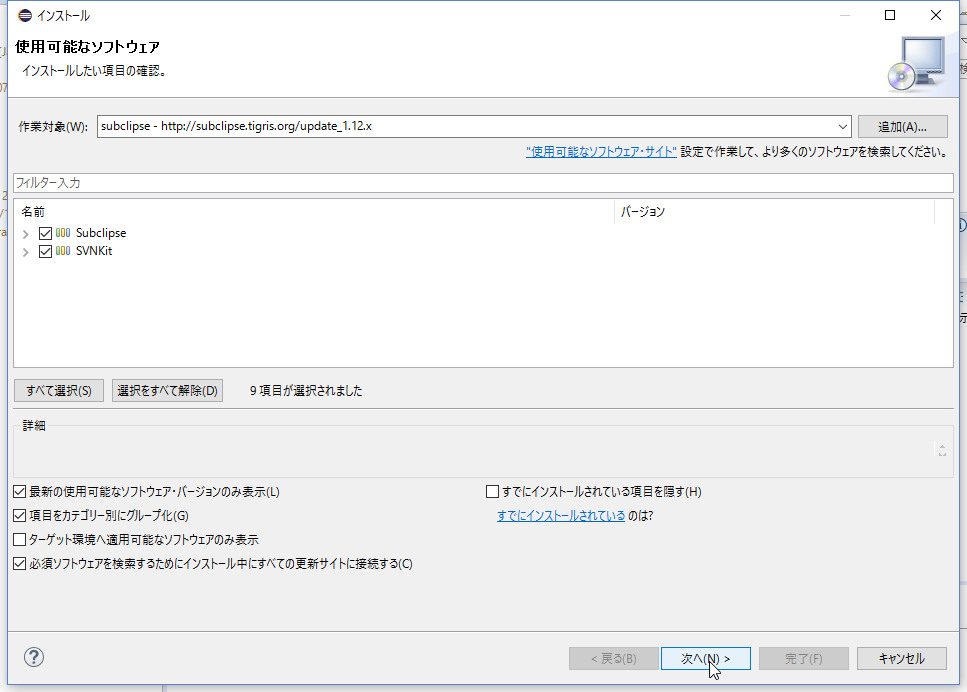 インストール
使用可能なソフトウェア
インストールしたい項目の確認。
作業対象(W): subclipse - http://subclipse.tigris.org/update_1.12.x 追加(A)...
"使用可能なソフトウェア・サイト" 設定で作業して、より多くのソフトウェアを検索してください。
フィルター入力
名前 バージョン
Subclipse
SVNKit
すべて選択(S) 選択をすべて解除(D) 9 項目が選択されました
詳細
最新の使用可能なソフトウェア・バージョンのみ表示(L) すでにインストールされている項目を隠す(H)
項目をカテゴリー別にグループ化(G) すでにインストールされている のは?
ターゲット環境へ適用可能なソフトウェアのみ表示
必須ソフトウェアを検索するためにインストール中にすべての更新サイトに接続する(C)
< 戻る(B) 次へ(N) > 完了(F) キャンセル